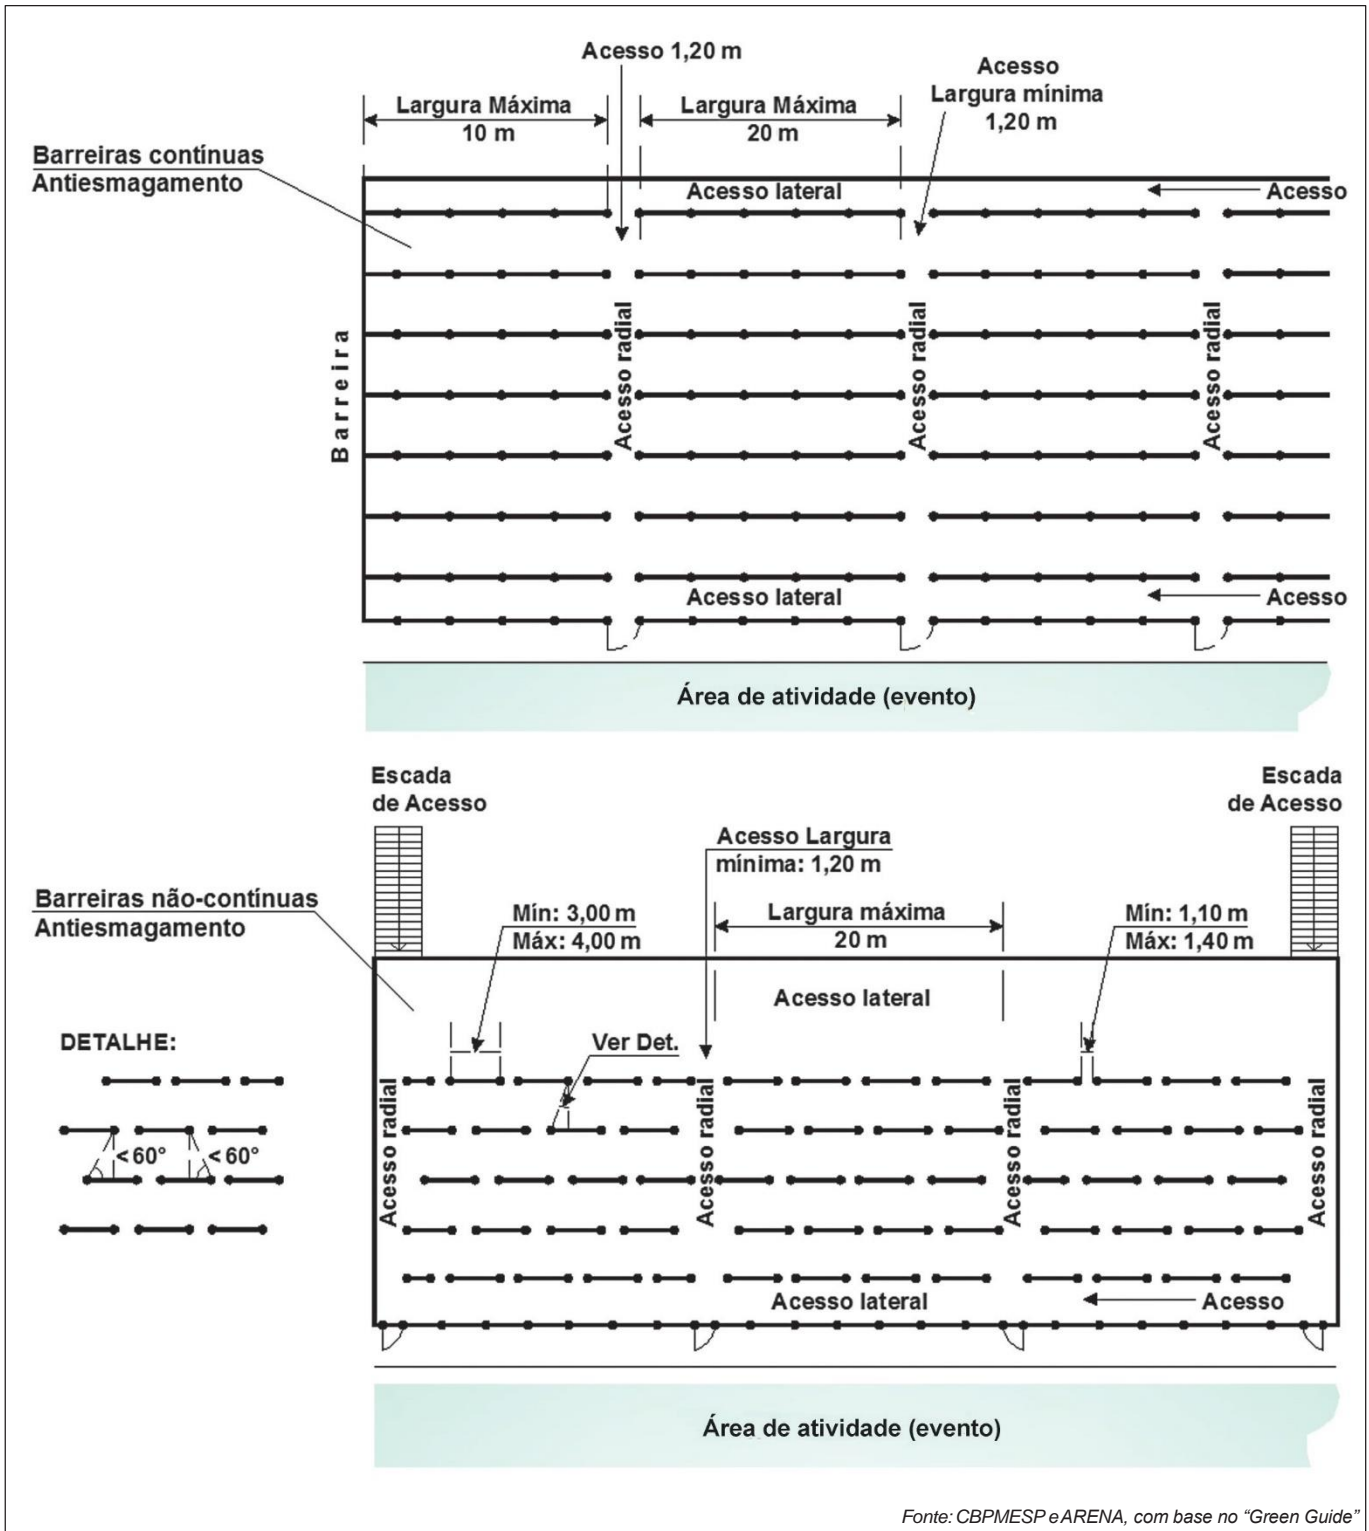 Acesso 1,20 m
Acesso
Largura mínima
1,20 m
Largura Máxima
10 m
Largura Máxima
20 m
Barreiras contínuas
Antiesmagamento
Acesso lateral
Acesso
Barreira
Acesso radial
Acesso radial
Acesso radial
Acesso lateral
Acesso
Área de atividade (evento)
Escada
de Acesso
Escada
de Acesso
Acesso Largura
mínima: 1,20 m
Barreiras não-contínuas
Antiesmagamento
Mín: 3,00 m
Máx: 4,00 m
Largura máxima
20 m
Mín: 1,10 m
Máx: 1,40 m
Acesso lateral
DETALHE:
Ver Det.
< 60°
< 60°
Acesso radial
Acesso radial
Acesso radial
Acesso radial
Acesso lateral
Acesso
Área de atividade (evento)
Fonte: CBPMESP e ARENA, com base no “Green Guide”